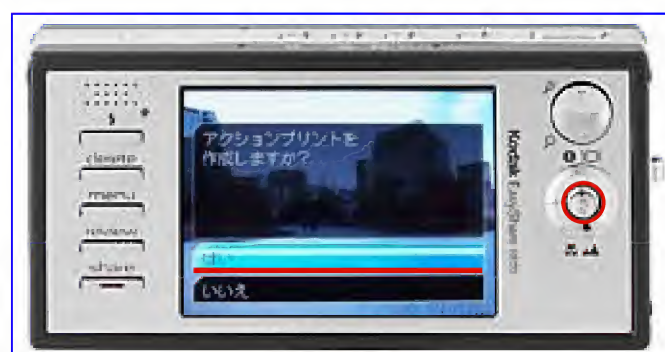 アクションプリントを
作成しますか?
はい
いいえ
delete
menu
review
share
Kodak EasyShare